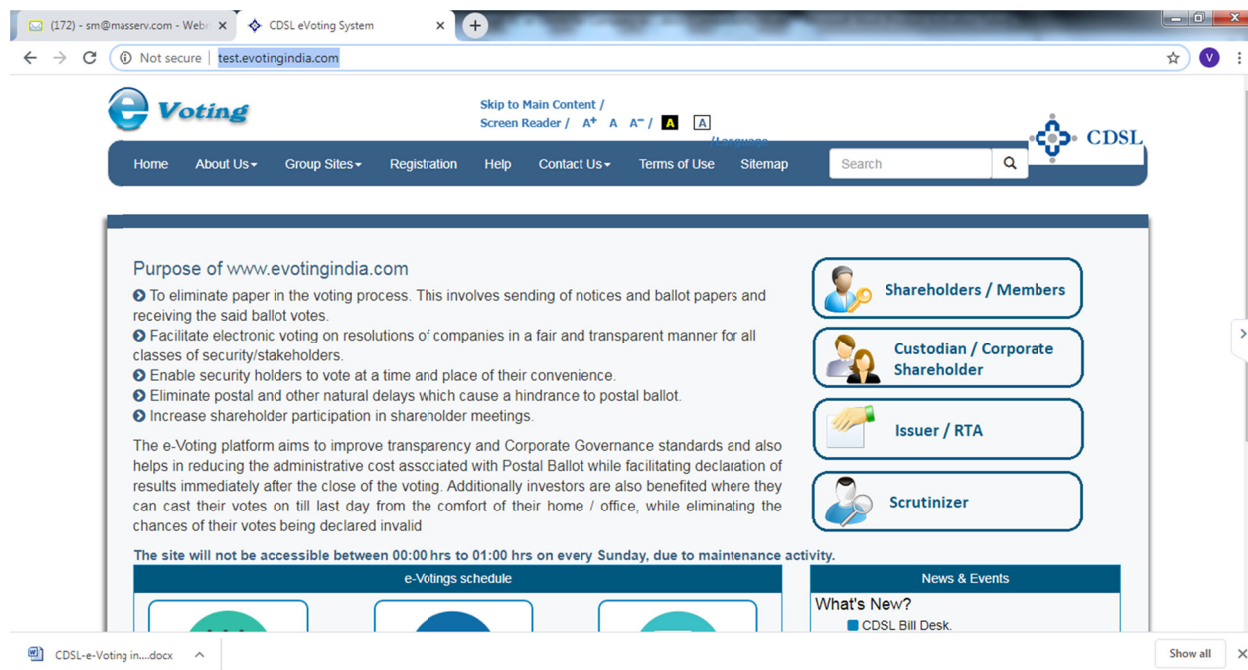 (172) - sm@masserv.com - Webm
CDSL eVoting System
Not secure | test.evotingindia.com
V
e Voting
Skip to Main Content /
Screen Reader / A+ A A- / A A
/Language
CDSL
Home About Us Group Sites Registration Help Contact Us Terms of Use Sitemap Search
Purpose of www.evotingindia.com
To eliminate paper in the voting process. This involves sending of notices and ballot papers and
receiving the said ballot votes.
Facilitate electronic voting on resolutions of companies in a fair and transparent manner for all
classes of security/stakeholders.
Enable security holders to vote at a time and place of their convenience.
Eliminate postal and other natural delays which cause a hindrance to postal ballot.
Increase shareholder participation in shareholder meetings.
The e-Voting platform aims to improve transparency and Corporate Governance standards and also
helps in reducing the administrative cost associated with Postal Ballot while facilitating declaration of
results immediately after the close of the voting. Additionally investors are also benefited where they
can cast their votes on till last day from the comfort of their home / office, while eliminating the
chances of their votes being declared invalid
Shareholders / Members
Custodian / Corporate
Shareholder
Issuer / RTA
Scrutinizer
The site will not be accessible between 00:00 hrs to 01:00 hrs on every Sunday, due to maintenance activity.
e-Votings schedule
News & Events
What's New?
CDSL Bill Desk.
CDSL-e-Voting in....docx
Show all